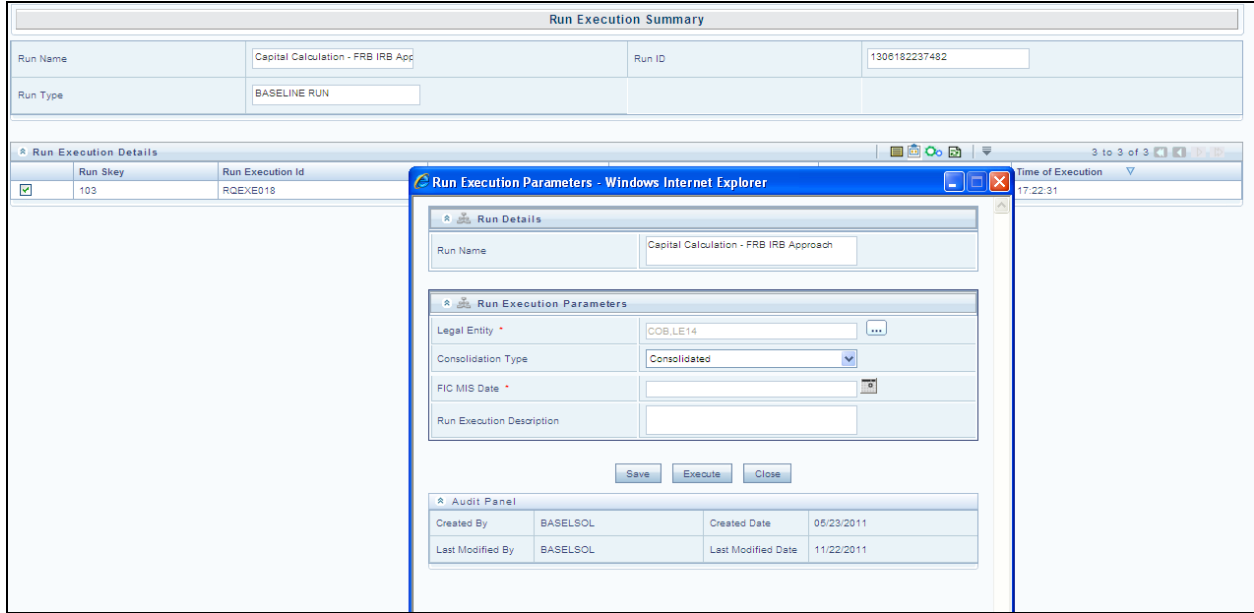 Run Execution Summary
Run Name Capital Calculation - FRB IRB App Run ID 1306182237482
Run Type BASELINE RUN
Run Execution Details 3 to 3 of 3
Run Skey Run Execution Id Time of Execution
103 RQEXE018 17:22:31
Run Execution Parameters - Windows Internet Explorer
Run Details
Run Name Capital Calculation - FRB IRB Approach
Run Execution Parameters
Legal Entity * COB,LE14 ...
Consolidation Type Consolidated
FIC MIS Date *
Run Execution Description
Save Execute Close
Audit Panel
Created By BASELSOL Created Date 05/23/2011
Last Modified By BASELSOL Last Modified Date 11/22/2011